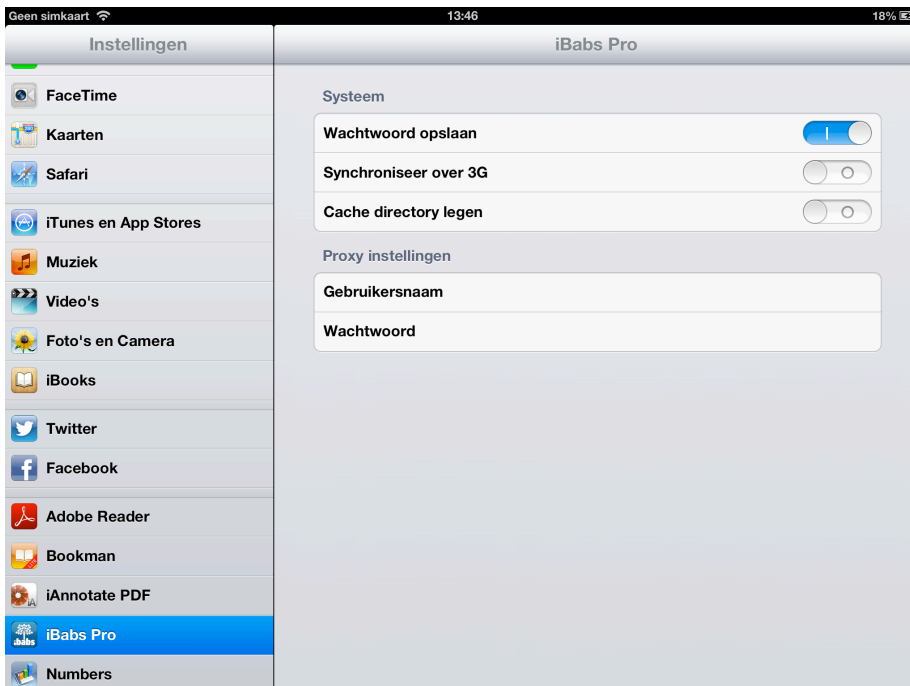 Geen simkaart 13:46 18%
Instellingen
FaceTime
Kaarten
Safari
iTunes en App Stores
Muziek
Video's
Foto's en Camera
iBooks
Twitter
Facebook
Adobe Reader
Bookman
iAnnotate PDF
iBabs Pro
Numbers
iBabs Pro
Systeem
Wachtwoord opslaan
Synchroniseer over 3G
Cache directory legen
Proxy instellingen
Gebruikersnaam
Wachtwoord